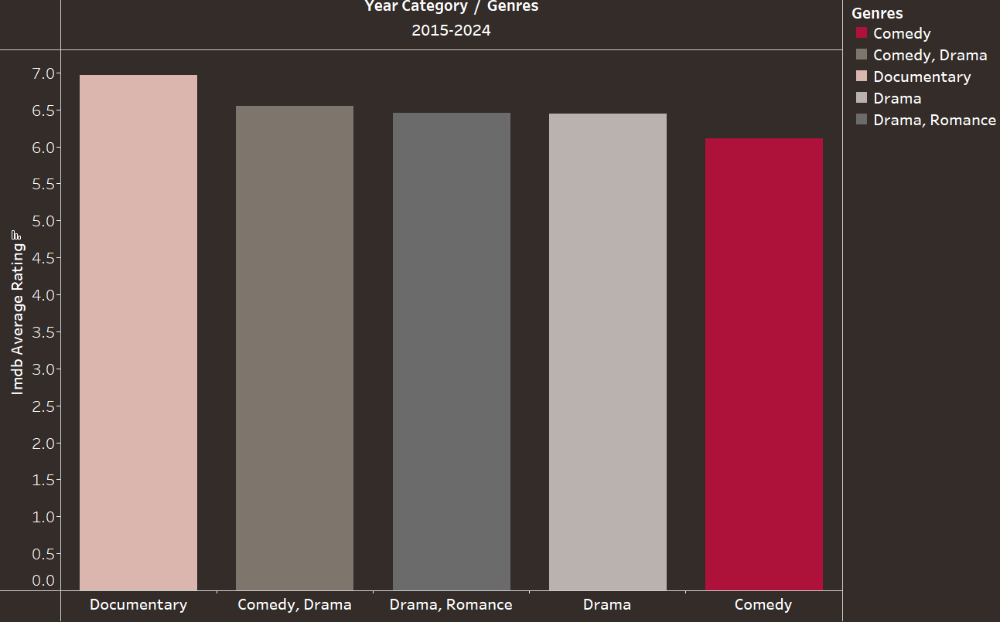 Year Category / Genres
2015-2024
Genres
Comedy
Comedy, Drama
Documentary
Drama
Drama, Romance
Imdb Average Rating
7.0
6.5
6.0
5.5
5.0
4.5
4.0
3.5
3.0
2.5
2.0
1.5
1.0
0.5
0.0
Documentary
Comedy, Drama
Drama, Romance
Drama
Comedy